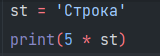 st = 'Строка'
print(5 * st)